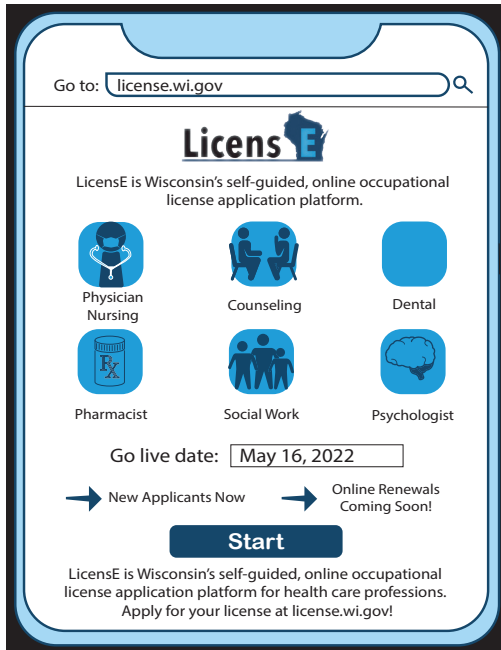 Go to: license.wi.gov
LicensE
LicensE is Wisconsin's self-guided, online occupational
license application platform.
Physician
Nursing
Counseling
Dental
RX
Pharmacist
Social Work
Psychologist
Go live date: May 16, 2022
New Applicants Now
Online Renewals
Coming Soon!
Start
LicensE is Wisconsin's self-guided, online occupational
license application platform for health care professions.
Apply for your license at license.wi.gov!